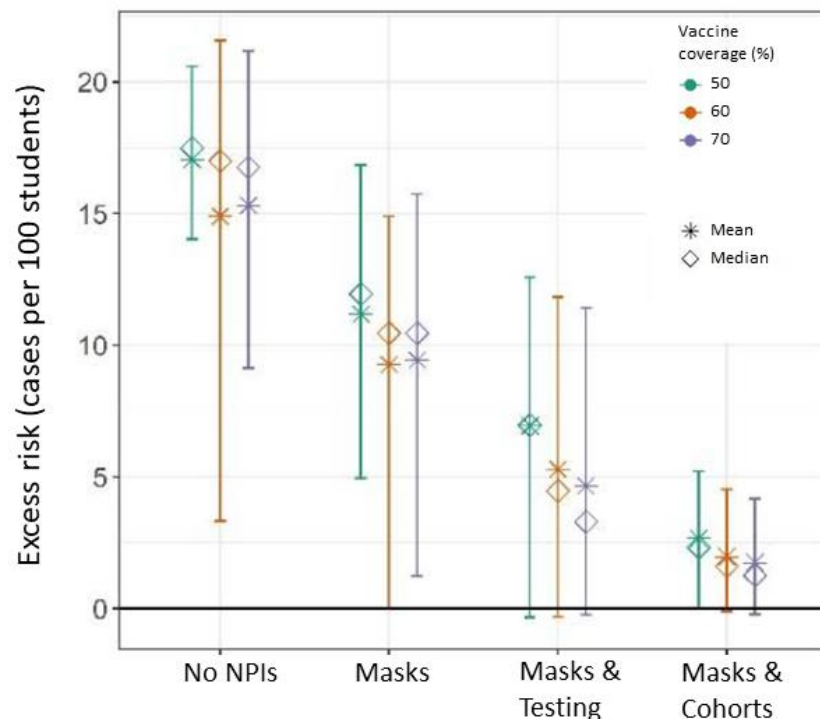 Excess risk (cases per 100 students)
20
15
10
5
0
Vaccine
coverage (%)
50
60
70
Mean
Median
No NPIs
Masks
Masks &
Testing
Masks &
Cohorts